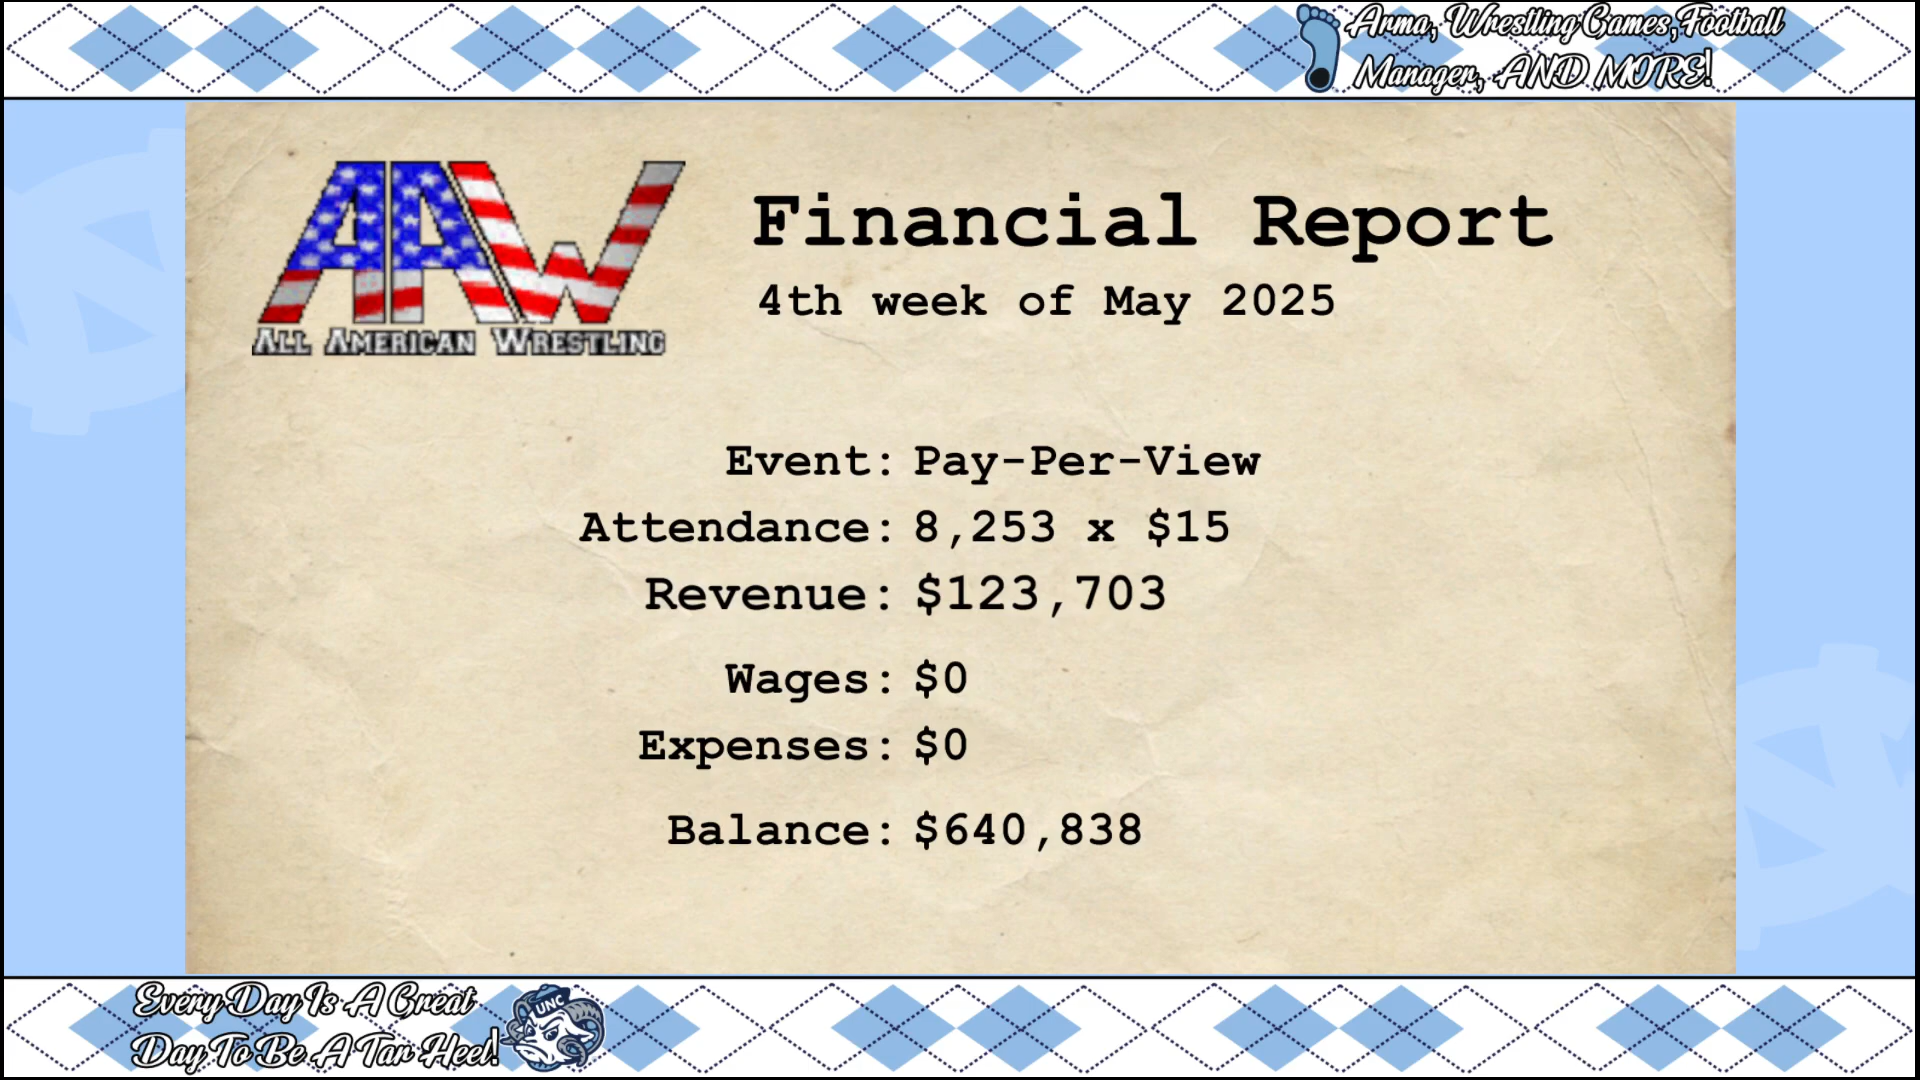 Arma, Wrestling Games, Football
Manager, AND MORE!
AAW
ALL AMERICAN WRESTLING
Financial Report
4th week of May 2025
Event: Pay-Per-View
Attendance: 8,253 x $15
Revenue: $123,703
Wages: $0
Expenses: $0
Balance: $640,838
Every Day Is A Great
Day To Be A Tar Heel!
UNC